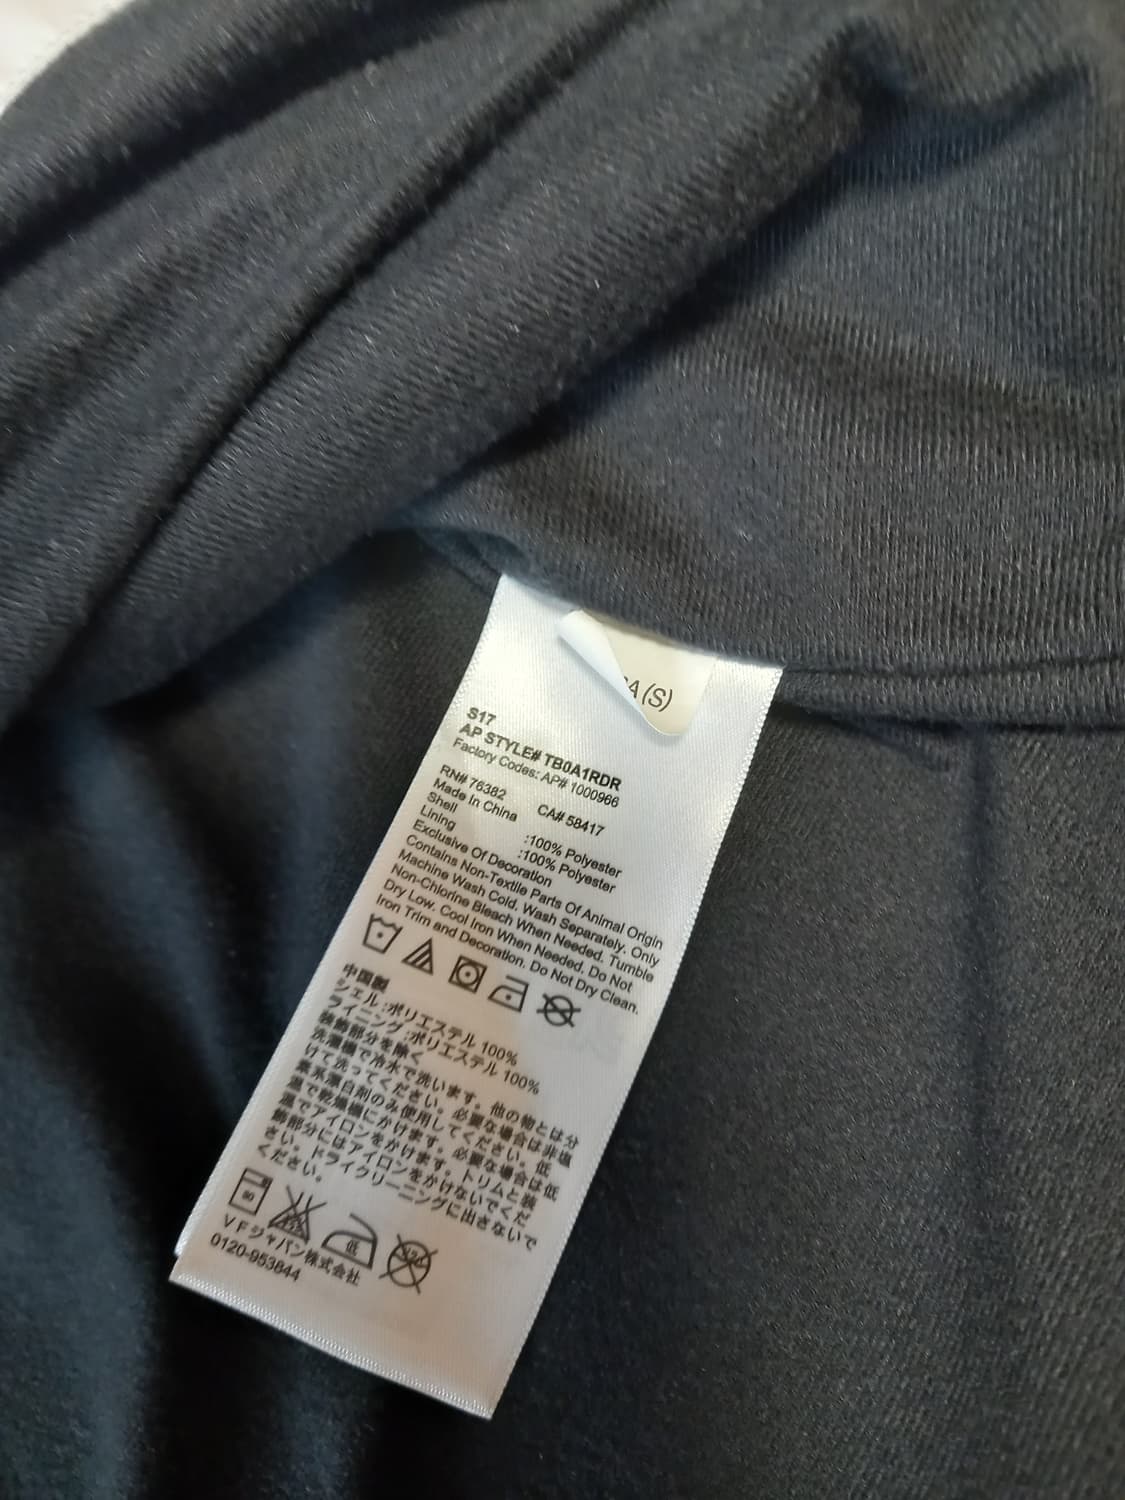 A (S)
S17
AP STYLE# TB0A1RDR
Factory Codes: AP# 1000966
RN# 76382 CA# 58417
Made In China
Shell :100% Polyester
Lining :100% Polyester
Exclusive Of Decoration
Contains Non-Textile Parts Of Animal Origin
Machine Wash Cold. Wash Separately. Only
Non-Chlorine Bleach When Needed. Tumble
Dry Low. Cool Iron When Needed. Do Not
Iron Trim and Decoration. Do Not Dry Clean.
中国製
シェル :ポリエステル 100%
ライニング :ポリエステル 100%
装飾部分を除く
洗濯機で冷水で洗います。他の物とは分
けて洗ってください。必要な場合は非塩
素系漂白剤のみ使用してください。低
温で乾燥機にかけます。必要な場合は低
温でアイロンをかけます。トリムと装
飾部分にはアイロンをかけないでくだ
さい。ドライクリーニングに出さないで
ください。
低
VFジャパン株式会社
0120-953844